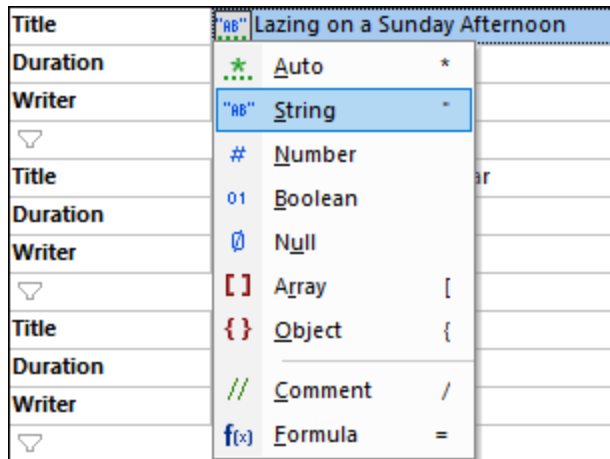 Title "AB" Lazing on a Sunday Afternoon
Duration
* Auto *
Writer
"AB" String "
# Number
Title ar
01 Boolean
Duration
Writer
Ø Null
[ ] Array [
Title
{ } Object {
Duration
// Comment /
Writer
f(x) Formula =